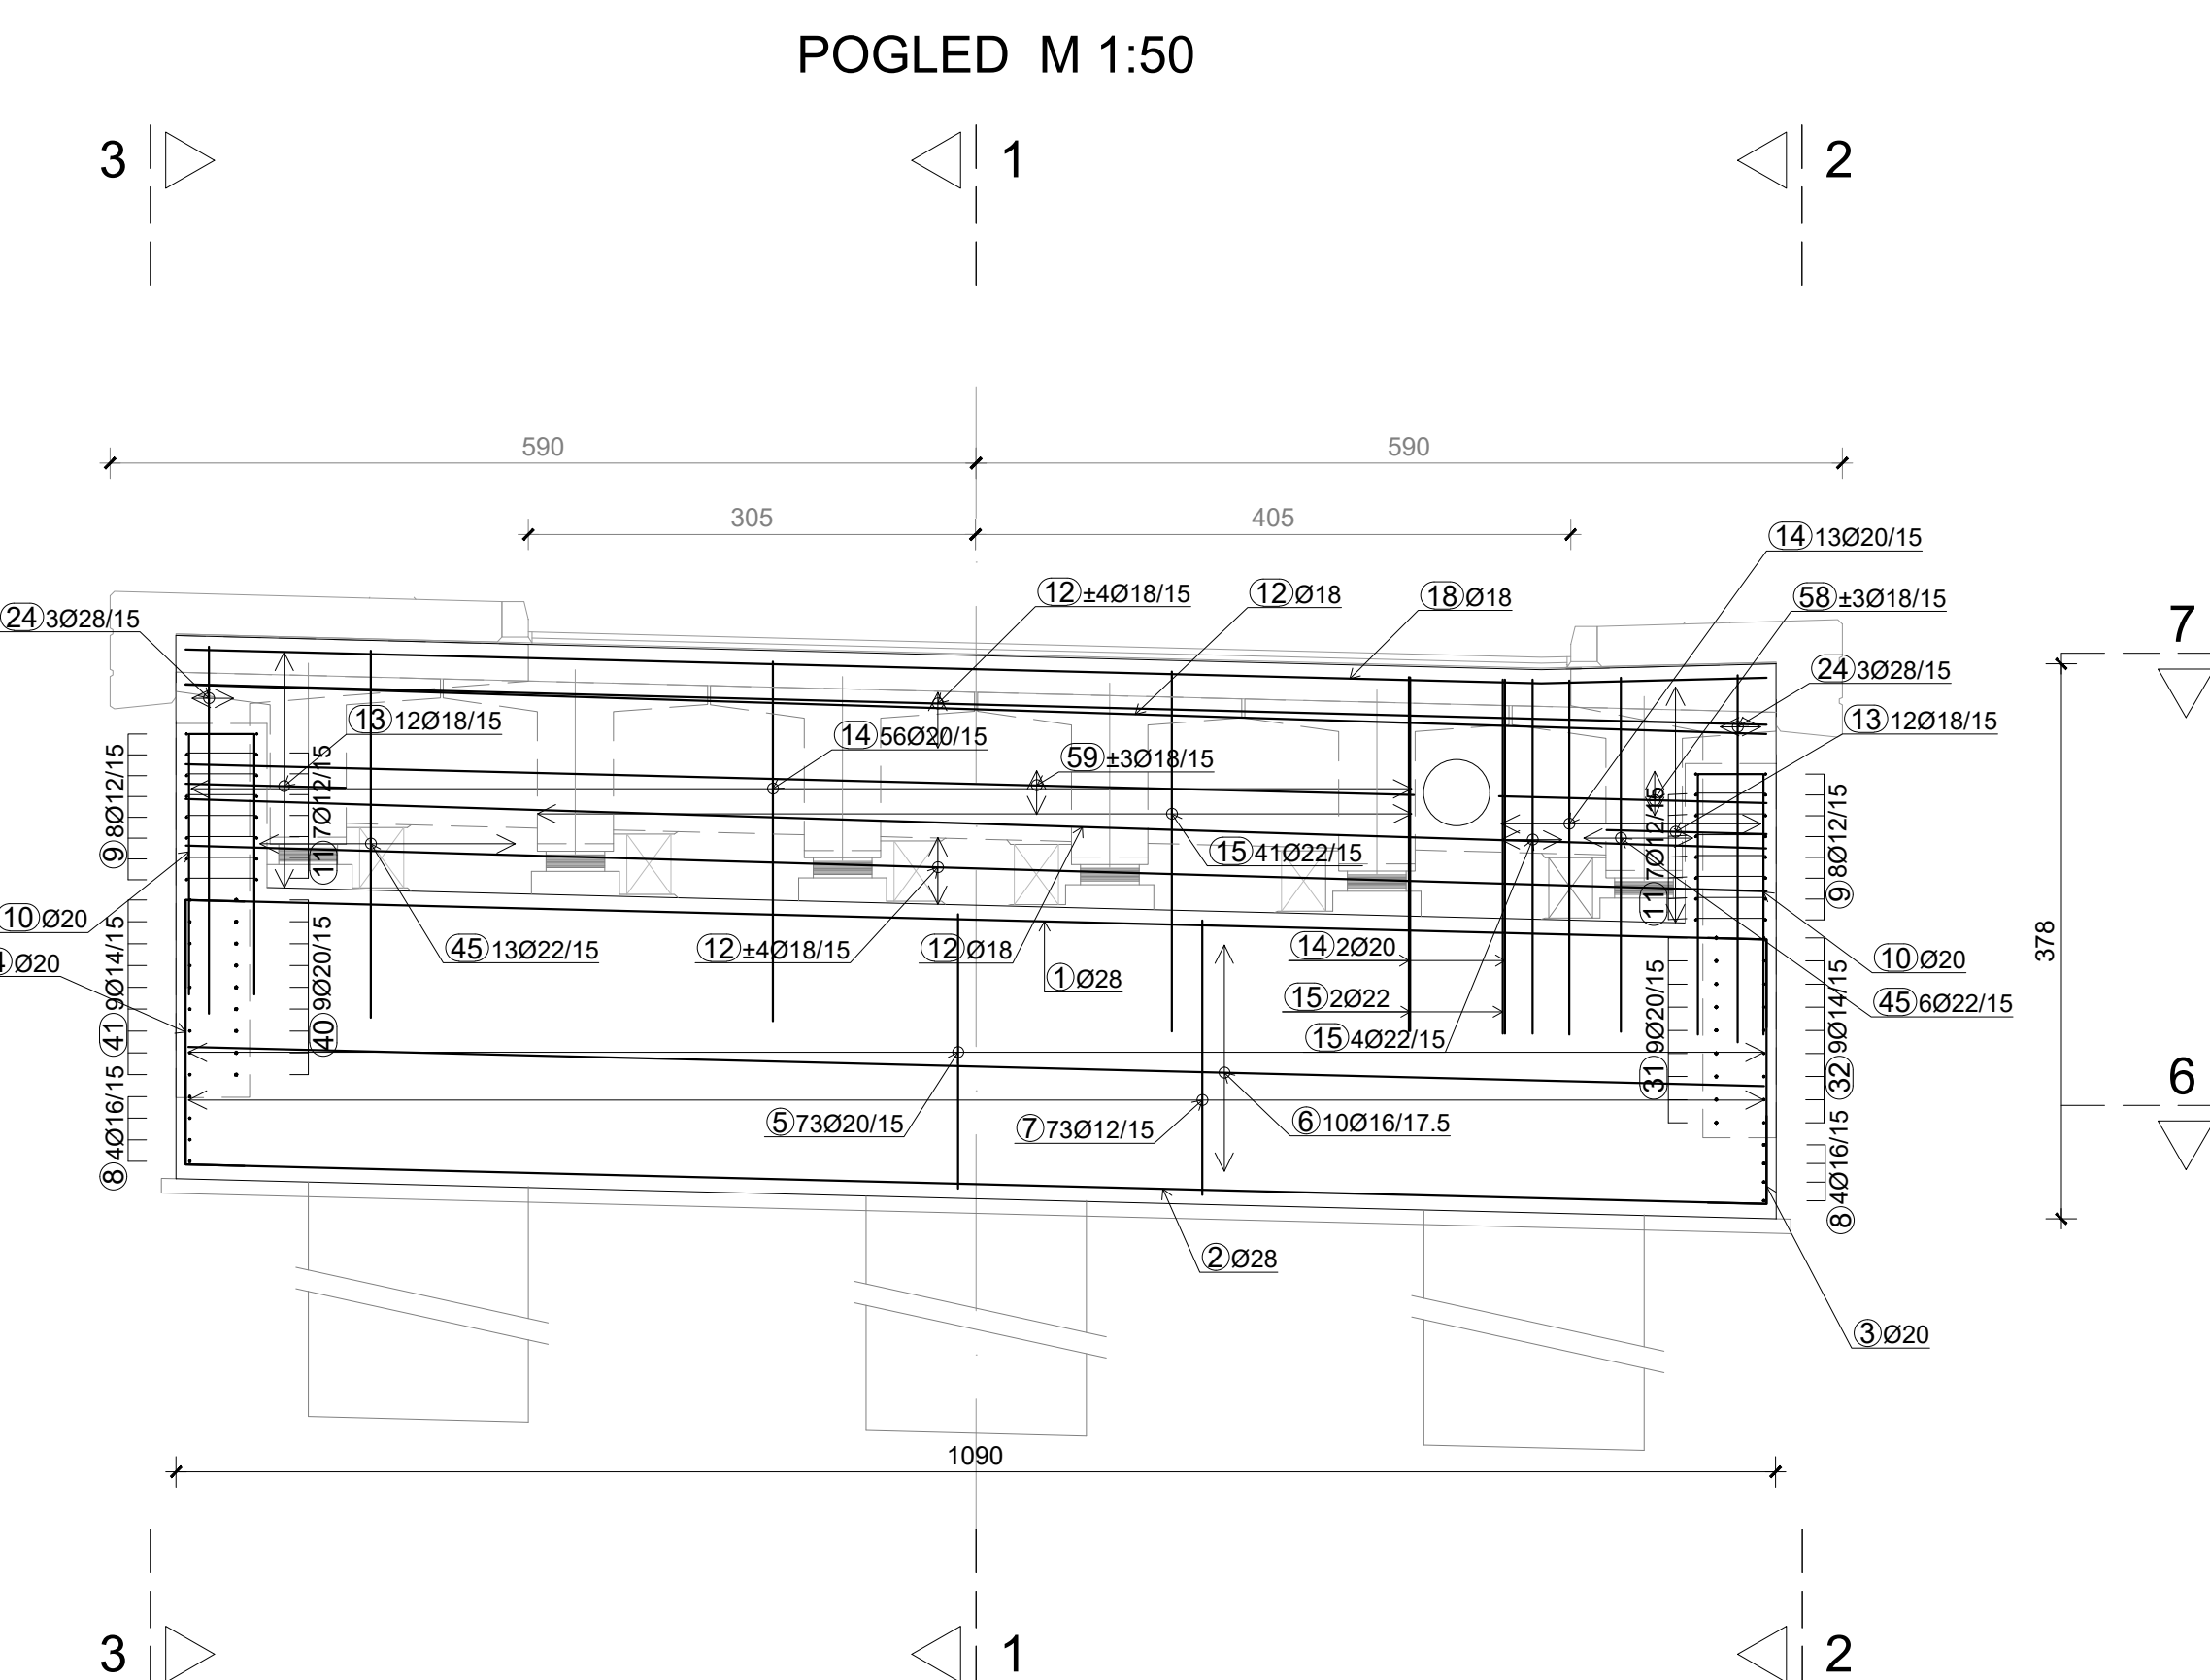 POGLED M 1:50
3
1
2
590
590
305
405
14 13Ø20/15
12 ±4Ø18/15
12 Ø18
18 Ø18
58 ±3Ø18/15
24 3Ø28/15
7
24 3Ø28/15
13 12Ø18/15
13 12Ø18/15
14 56Ø20/15
59 ±3Ø18/15
9 8Ø12/15
11 7Ø12/15
11 7Ø12/15
9 8Ø12/15
15 41Ø22/15
10 Ø20
45 13Ø22/15
12 ±4Ø18/15
12 Ø18
14 2Ø20
10 Ø20
378
Ø20
1 Ø28
15 2Ø22
45 6Ø22/15
15 4Ø22/15
41 9Ø14/15
40 9Ø20/15
31 9Ø20/15
32 9Ø14/15
6
8 4Ø16/15
5 73Ø20/15
7 73Ø12/15
6 10Ø16/17.5
8 4Ø16/15
2 Ø28
3 Ø20
1090
3
1
2